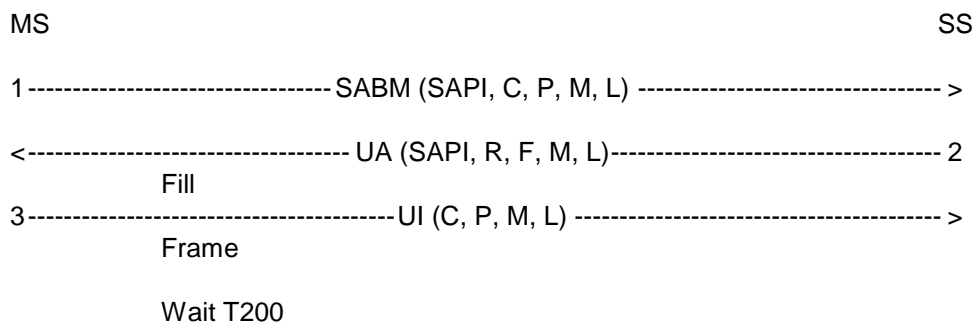 MS SS
1---------------------------------- SABM (SAPI, C, P, M, L) ---------------------------------- >
<------------------------------------ UA (SAPI, R, F, M, L)------------------------------------- 2
Fill
3-----------------------------------------UI (C, P, M, L) ----------------------------------------- >
Frame
Wait T200